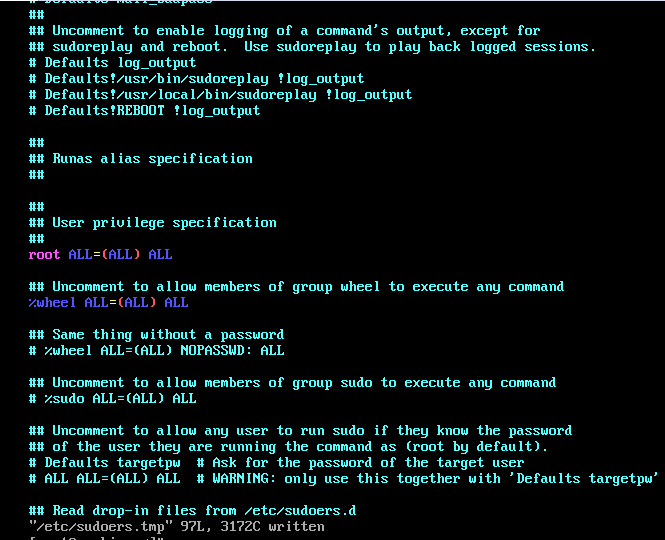 ##
## Uncomment to enable logging of a command's output, except for
## sudoreplay and reboot.  Use sudoreplay to play back logged sessions.
# Defaults log_output
# Defaults!/usr/bin/sudoreplay !log_output
# Defaults!/usr/local/bin/sudoreplay !log_output
# Defaults!REBOOT !log_output
##
## Runas alias specification
##
##
## User privilege specification
##
root ALL=(ALL) ALL
## Uncomment to allow members of group wheel to execute any command
%wheel ALL=(ALL) ALL
## Same thing without a password
# %wheel ALL=(ALL) NOPASSWD: ALL
## Uncomment to allow members of group sudo to execute any command
# %sudo ALL=(ALL) ALL
## Uncomment to allow any user to run sudo if they know the password
## of the user they are running the command as (root by default).
# Defaults targetpw  # Ask for the password of the target user
# ALL ALL=(ALL) ALL  # WARNING: only use this together with 'Defaults targetpw'
## Read drop-in files from /etc/sudoers.d
"/etc/sudoers.tmp" 97L, 3172C written